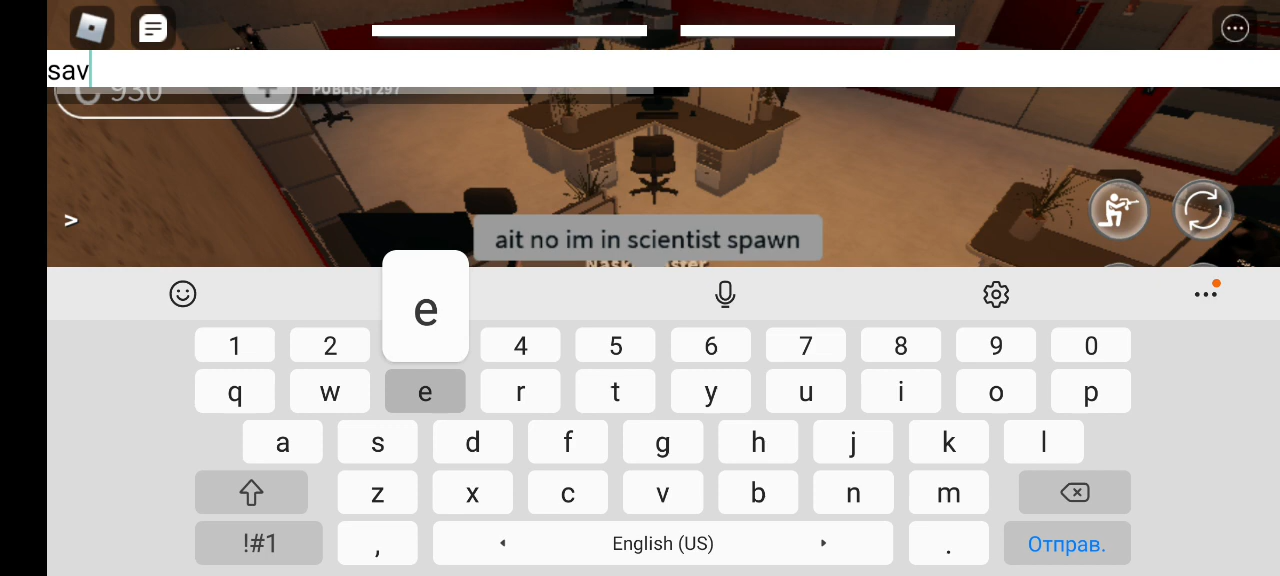 sav
930
PUBLISH 297
>
ait no im in scientist spawn
e
1 2 4 5 6 7 8 9 0
q w e r t y u i o p
a s d f g h j k l
z x c v b n m
!#1 , English (US) . Отправ.